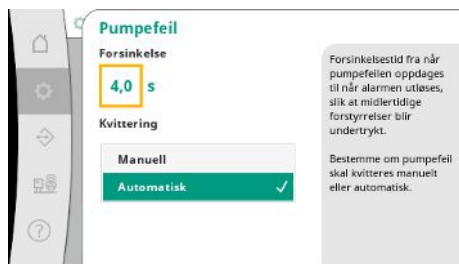 Pumpefeil
Forsinkelse
4,0 s
Kvittering
Manuell
Automatisk
Forsinkelsestid fra når
pumpefeilen oppdages
til når alarmen utløses,
slik at midlertidige
forstyrrelser blir
undertrykt.
Bestemme om pumpefeil
skal kvitteres manuelt
eller automatisk.
?